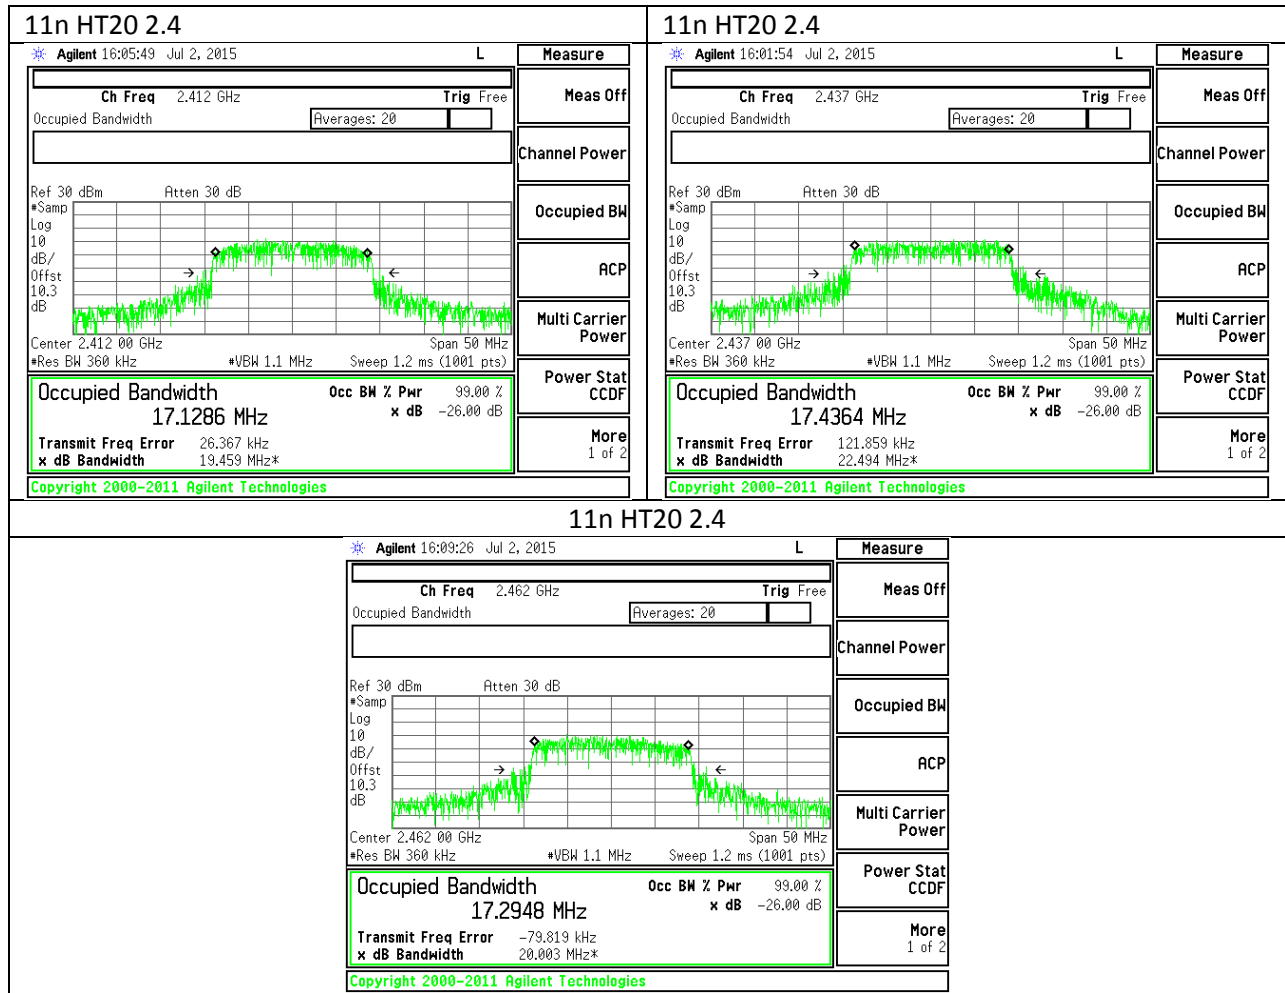 11n HT20 2.4
Agilent 16:05:49 Jul 2, 2015 L Measure
Ch Freq 2.412 GHz Trig Free
Meas Off
Occupied Bandwidth Averages: 20
Channel Power
Ref 30 dBm Atten 30 dB
#Samp
Log
10
dB/
Offst
10.3
dB
Occupied BW
ACP
Multi Carrier
Power
Center 2.412 00 GHz Span 50 MHz
#Res BW 360 kHz #VBW 1.1 MHz Sweep 1.2 ms (1001 pts)
Occupied Bandwidth Occ BW % Pwr 99.00 %
17.1286 MHz x dB -26.00 dB
Transmit Freq Error 26.367 kHz
x dB Bandwidth 19.459 MHz*
Power Stat
CCDF
More
1 of 2
Copyright 2000-2011 Agilent Technologies
11n HT20 2.4
Agilent 16:01:54 Jul 2, 2015 L Measure
Ch Freq 2.437 GHz Trig Free
Meas Off
Occupied Bandwidth Averages: 20
Channel Power
Ref 30 dBm Atten 30 dB
#Samp
Log
10
dB/
Offst
10.3
dB
Occupied BW
ACP
Multi Carrier
Power
Center 2.437 00 GHz Span 50 MHz
#Res BW 360 kHz #VBW 1.1 MHz Sweep 1.2 ms (1001 pts)
Occupied Bandwidth Occ BW % Pwr 99.00 %
17.4364 MHz x dB -26.00 dB
Transmit Freq Error 121.859 kHz
x dB Bandwidth 22.494 MHz*
Power Stat
CCDF
More
1 of 2
Copyright 2000-2011 Agilent Technologies
11n HT20 2.4
Agilent 16:09:26 Jul 2, 2015 L Measure
Ch Freq 2.462 GHz Trig Free
Meas Off
Occupied Bandwidth Averages: 20
Channel Power
Ref 30 dBm Atten 30 dB
#Samp
Log
10
dB/
Offst
10.3
dB
Occupied BW
ACP
Multi Carrier
Power
Center 2.462 00 GHz Span 50 MHz
#Res BW 360 kHz #VBW 1.1 MHz Sweep 1.2 ms (1001 pts)
Occupied Bandwidth Occ BW % Pwr 99.00 %
17.2948 MHz x dB -26.00 dB
Transmit Freq Error -79.819 kHz
x dB Bandwidth 20.003 MHz*
Power Stat
CCDF
More
1 of 2
Copyright 2000-2011 Agilent Technologies